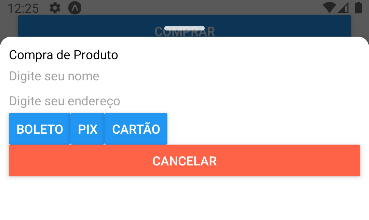 12:25
COMPRAR
Compra de Produto
Digite seu nome
Digite seu endereço
BOLETO PIX CARTÃO
CANCELAR